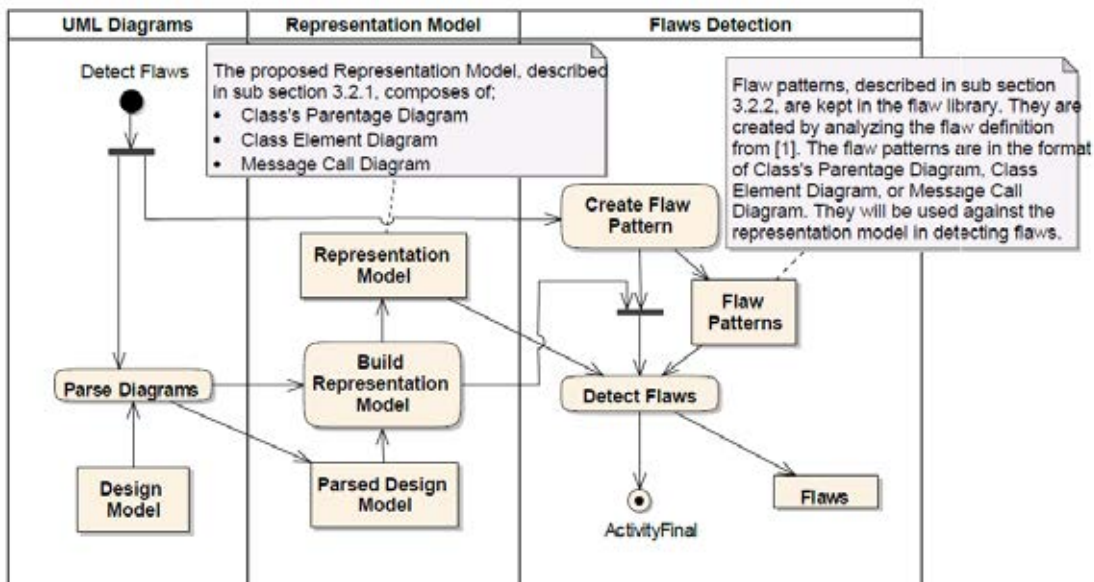 UML Diagrams
Representation Model
Flaws Detection
Detect Flaws
The proposed Representation Model, described
in sub section 3.2.1, composes of;
• Class's Parentage Diagram
• Class Element Diagram
• Message Call Diagram
Flaw patterns, described in sub section
3.2.2, are kept in the flaw library. They are
created by analyzing the flaw definition
from [1]. The flaw patterns are in the format
of Class's Parentage Diagram, Class
Element Diagram, or Message Call
Diagram. They will be used against the
representation model in detecting flaws.
Create Flaw
Pattern
Representation
Model
Flaw
Patterns
Build
Representation
Model
Parse Diagrams
Detect Flaws
Design
Model
Parsed Design
Model
Flaws
ActivityFinal